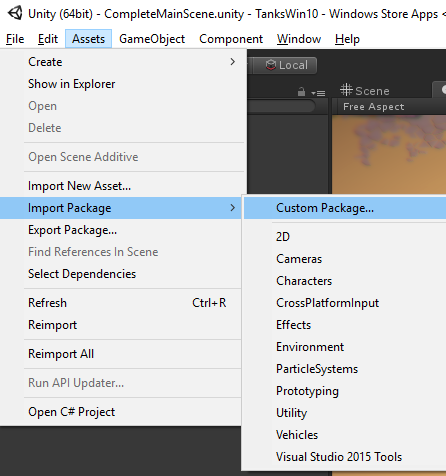 Unity (64bit) - CompleteMainScene.unity - TanksWin10 - Windows Store Apps <
File Edit Assets GameObject Component Window Help
Create
Show in Explorer
Open
Delete
Open Scene Additive
Import New Asset...
Import Package
Export Package...
Find References In Scene
Select Dependencies
Refresh Ctrl+R
Reimport
Reimport All
Run API Updater...
Open C# Project
Local
Scene
Free Aspect
Custom Package...
2D
Cameras
Characters
CrossPlatformInput
Effects
Environment
ParticleSystems
Prototyping
Utility
Vehicles
Visual Studio 2015 Tools